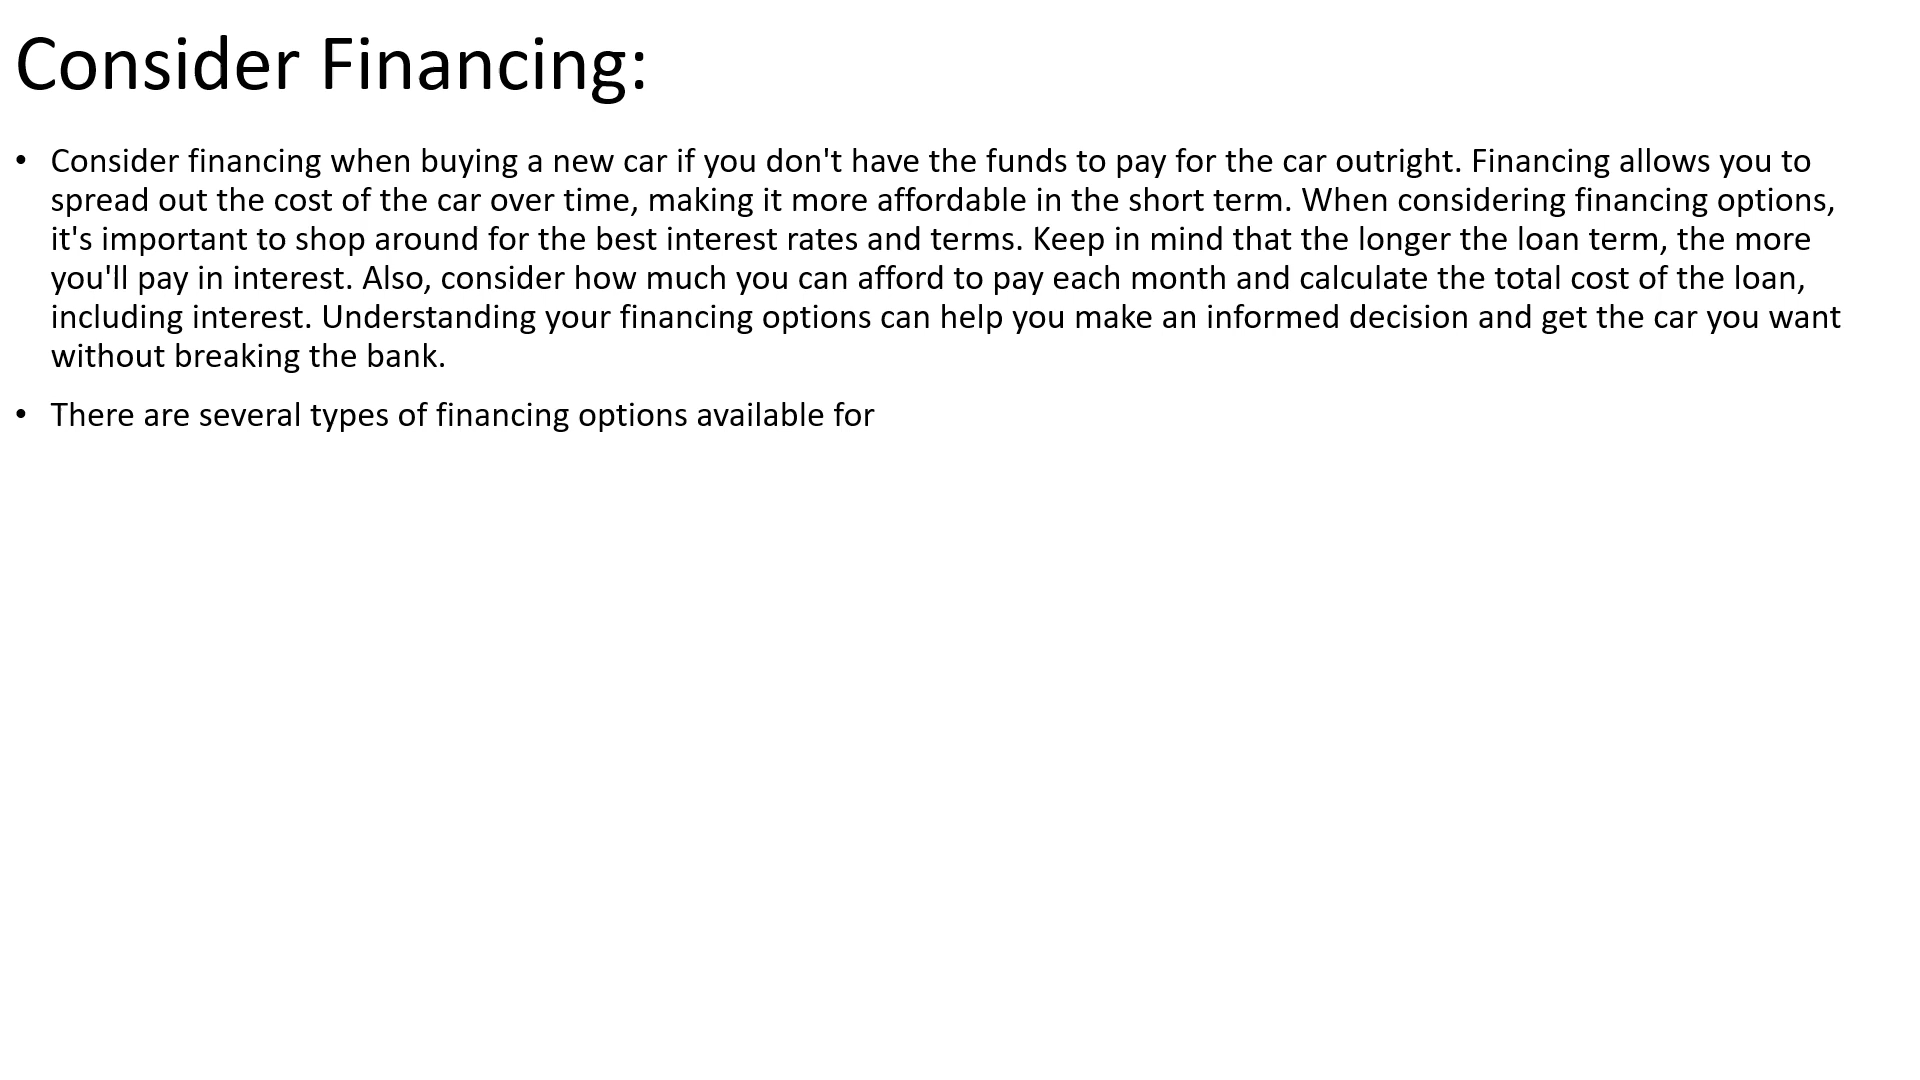 Consider Financing:
• Consider financing when buying a new car if you don't have the funds to pay for the car outright. Financing allows you to
spread out the cost of the car over time, making it more affordable in the short term. When considering financing options,
it's important to shop around for the best interest rates and terms. Keep in mind that the longer the loan term, the more
you'll pay in interest. Also, consider how much you can afford to pay each month and calculate the total cost of the loan,
including interest. Understanding your financing options can help you make an informed decision and get the car you want
without breaking the bank.
• There are several types of financing options available for